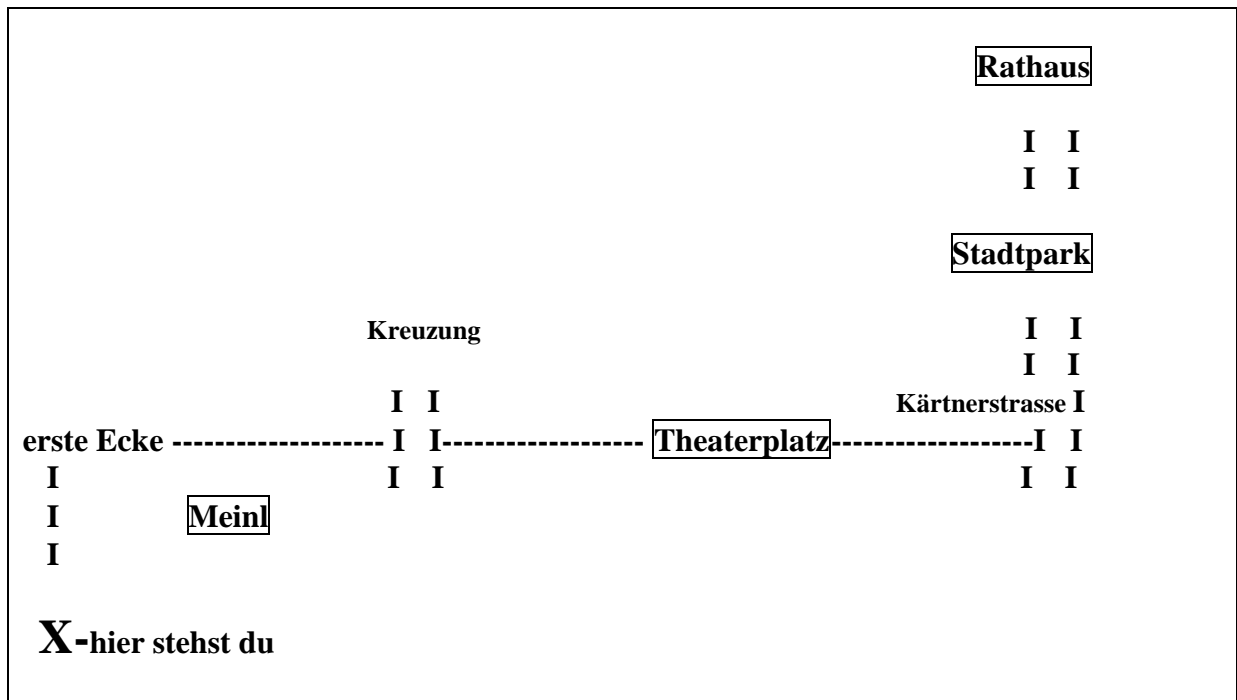 Rathaus
I I
I I
Stadtpark
Kreuzung I I
I I
I I Kärtnerstrasse I
erste Ecke -------------------- I I------------------- Theaterplatz-------------------I I
I I I I I
I Meinl
I
X-hier stehst du